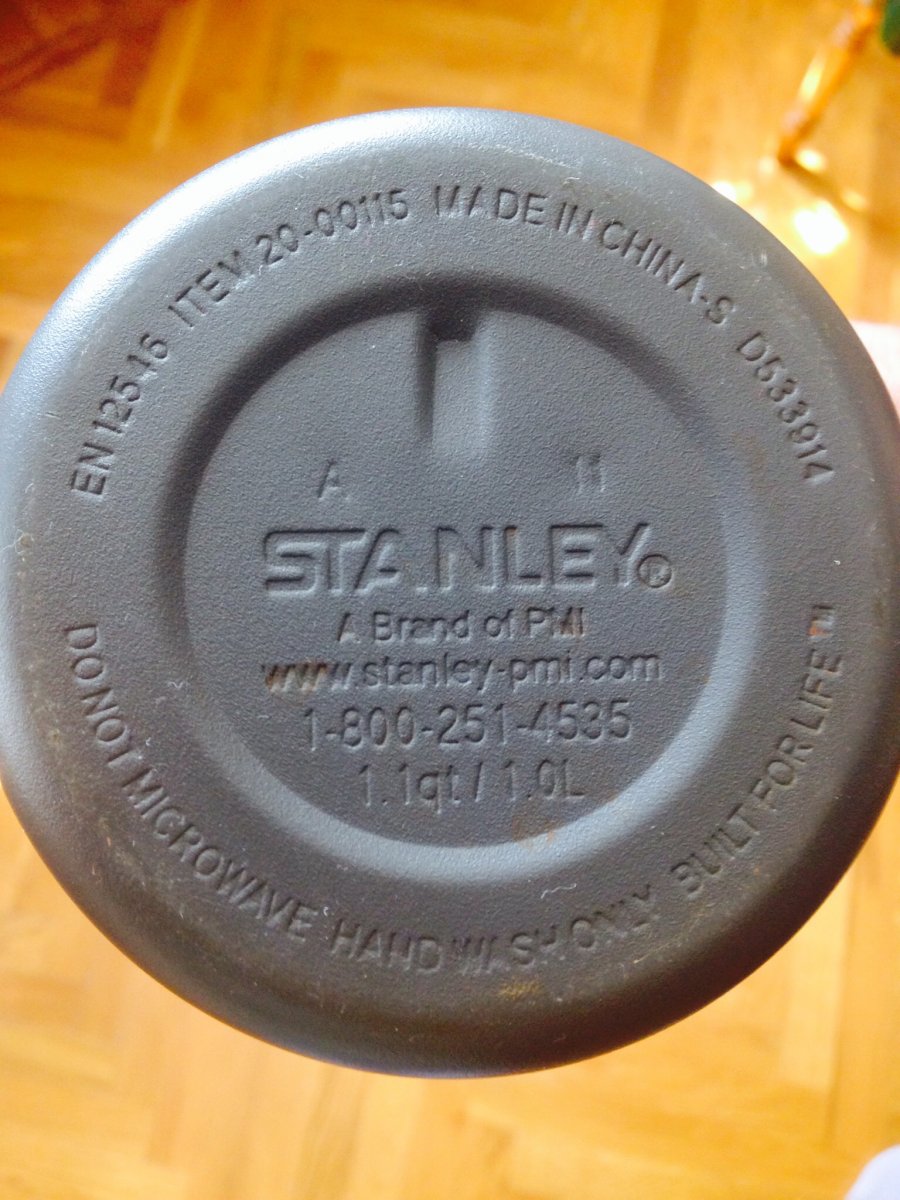 EN 12546 ITEM 20-00115 MADE IN CHINA-S D533914
A 11
STANLEY®
A Brand of PMI
www.stanley-pmi.com
1-800-251-4535
1.1qt / 1.0L
DO NOT MICROWAVE HAND WASH ONLY BUILT FOR LIFE™